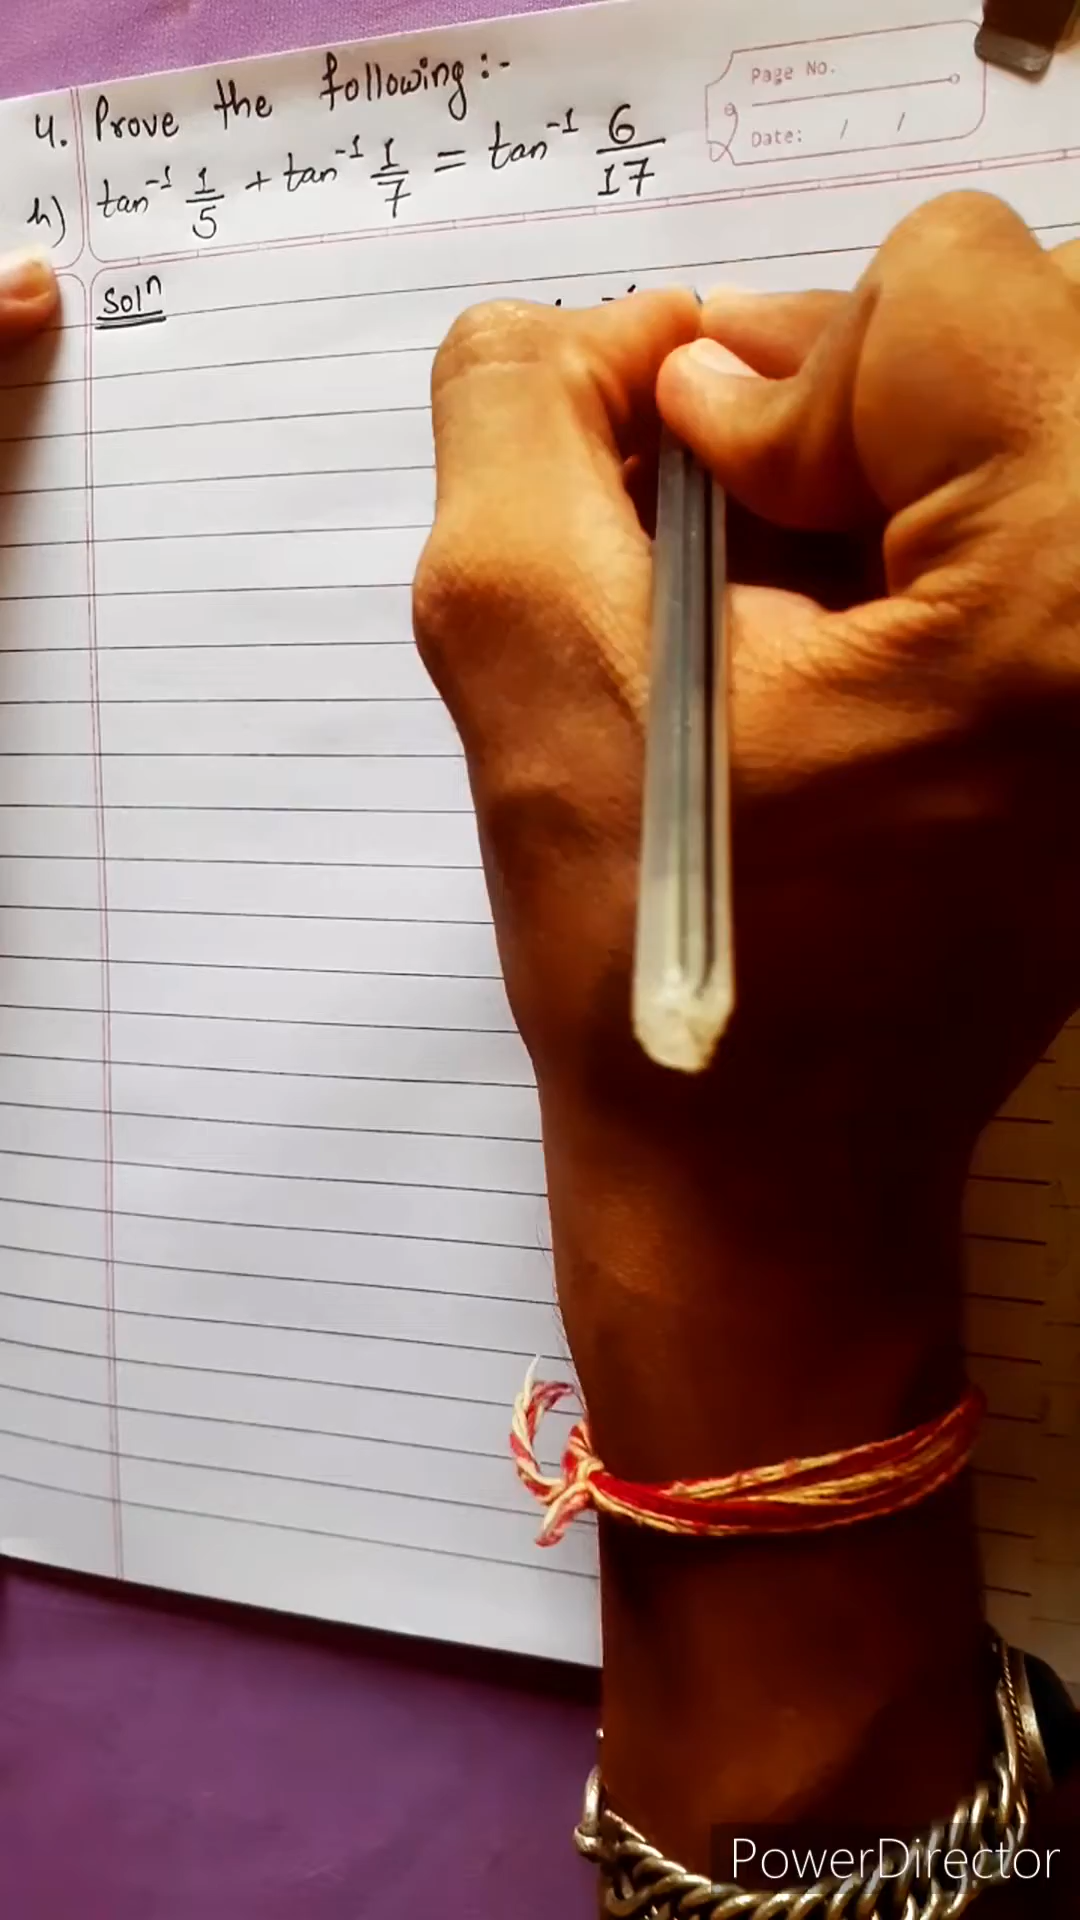 4. Prove the following :-
h) tan⁻¹ 1/5 + tan⁻¹ 1/7 = tan⁻¹ 6/17
Page No.
Date: / /
Solⁿ
PowerDirector